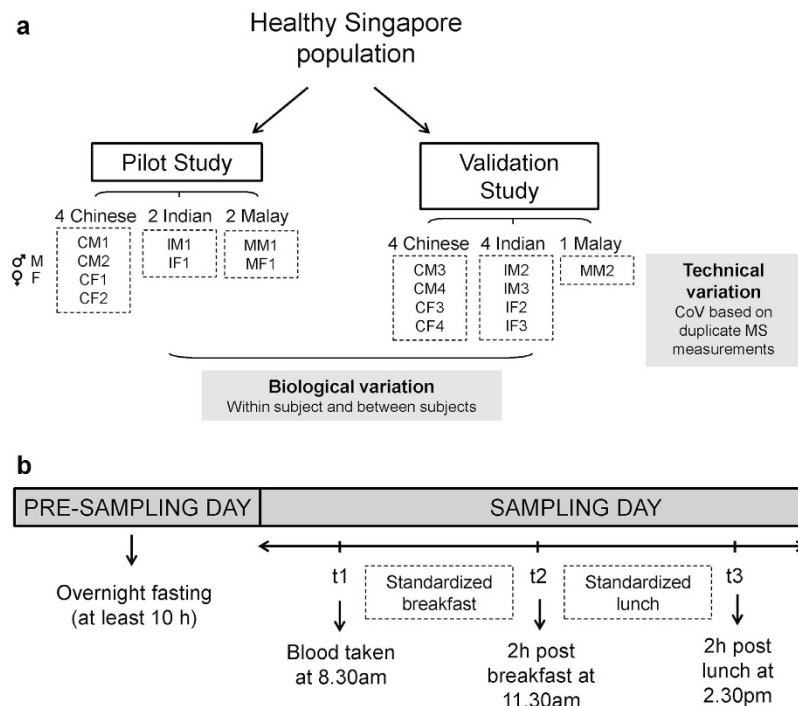 a
Healthy Singapore
population
Pilot Study
Validation
Study
4 Chinese
2 Indian
2 Malay
♂ M
♀ F
CM1
CM2
CF1
CF2
IM1
IF1
MM1
MF1
4 Chinese
4 Indian
1 Malay
CM3
CM4
CF3
CF4
IM2
IM3
IF2
IF3
MM2
Technical
variation
CoV based on
duplicate MS
measurements
Biological variation
Within subject and between subjects
b
PRE-SAMPLING DAY
SAMPLING DAY
Overnight fasting
(at least 10 h)
t1
Standardized
breakfast
t2
Standardized
lunch
t3
Blood taken
at 8.30am
2h post
breakfast at
11.30am
2h post
lunch at
2.30pm